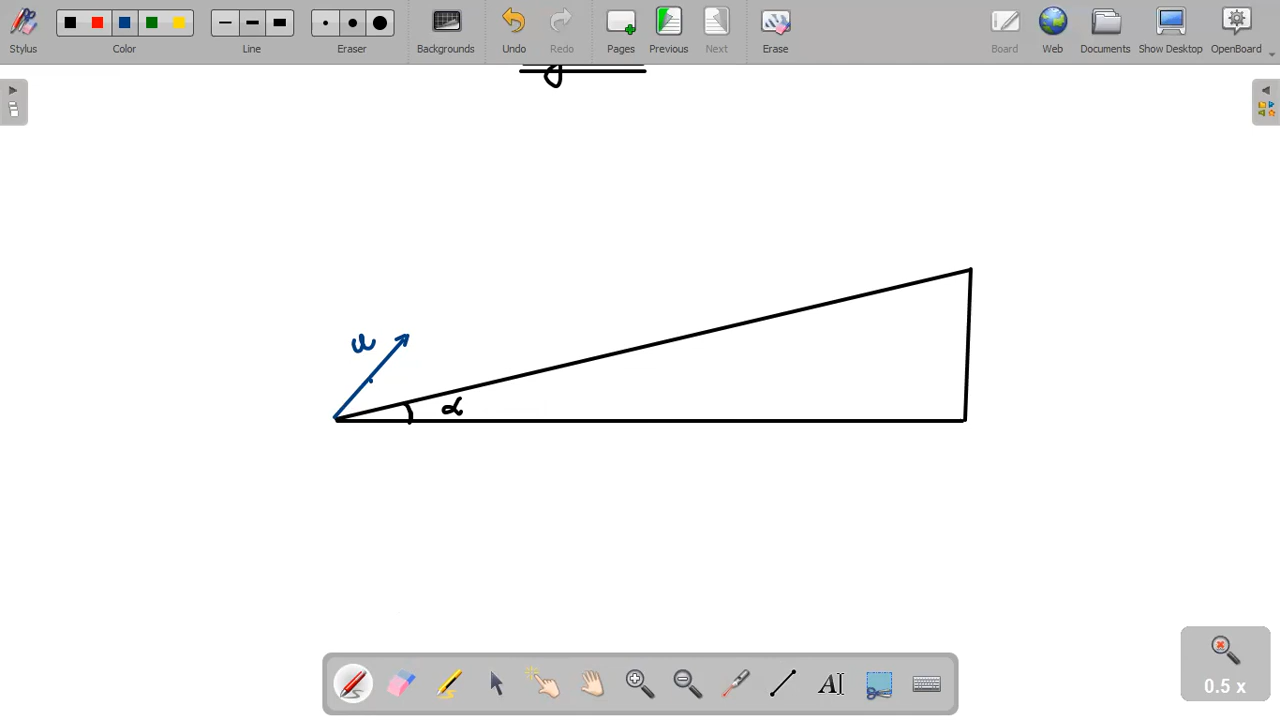 Stylus
Color
Line
Eraser
Backgrounds
Undo
Redo
Pages
Previous
Next
Erase
Board
Web
Documents
Show Desktop
OpenBoard
u
α
AI
0.5 x